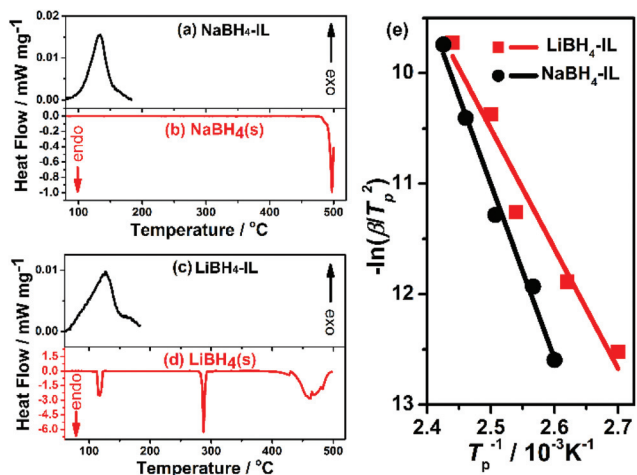 (a) NaBH₄-IL
exo
0.02
0.01
0.00
Heat Flow / mW mg⁻¹
(b) NaBH₄(s)
endo
0.0
-0.2
-0.4
-0.6
-0.8
-1.0
100 200 300 400 500
Temperature / °C
(c) LiBH₄-IL
exo
0.01
0.00
Heat Flow / mW mg⁻¹
(d) LiBH₄(s)
endo
1.5
0.0
-1.5
-3.0
-4.5
-6.0
100 200 300 400 500
Temperature / °C
(e)
LiBH₄-IL
NaBH₄-IL
10
11
12
13
-ln(β/Tₚ²)
2.4 2.5 2.6 2.7
Tₚ⁻¹ / 10⁻³K⁻¹